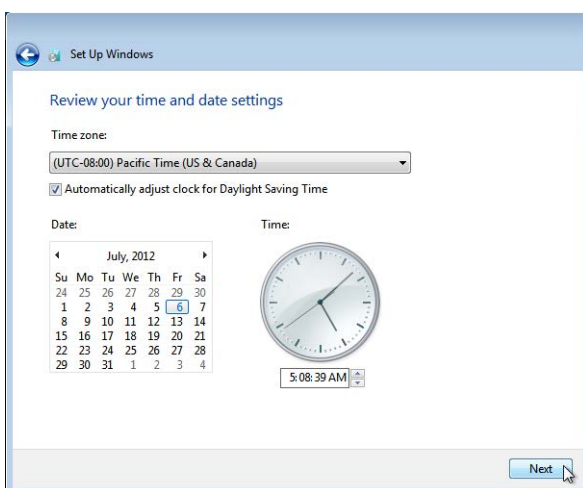 Set Up Windows
Review your time and date settings
Time zone:
(UTC-08:00) Pacific Time (US & Canada)
Automatically adjust clock for Daylight Saving Time
Date:
Time:
July, 2012
Su Mo Tu We Th Fr Sa
24 25 26 27 28 29 30
1 2 3 4 5 6 7
8 9 10 11 12 13 14
15 16 17 18 19 20 21
22 23 24 25 26 27 28
29 30 31 1 2 3 4
5:08:39 AM
Next